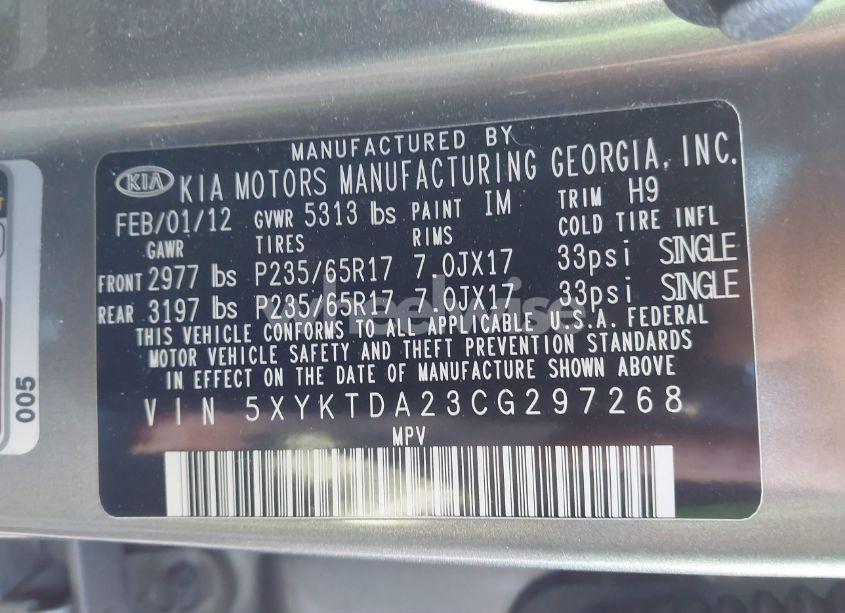 MANUFACTURED BY
KIA KIA MOTORS MANUFACTURING GEORGIA, INC.
FEB/01/12 GVWR 5313 lbs PAINT IM TRIM H9
GAWR TIRES RIMS COLD TIRE INFL
FRONT 2977 lbs P235/65R17 7.0JX17 33psi SINGLE
REAR 3197 lbs P235/65R17 7.0JX17 33psi SINGLE
THIS VEHICLE CONFORMS TO ALL APPLICABLE U.S.A. FEDERAL
MOTOR VEHICLE SAFETY AND THEFT PREVENTION STANDARDS
IN EFFECT ON THE DATE OF MANUFACTURE SHOWN ABOVE
VIN 5XYKTDA23CG297268
MPV
005